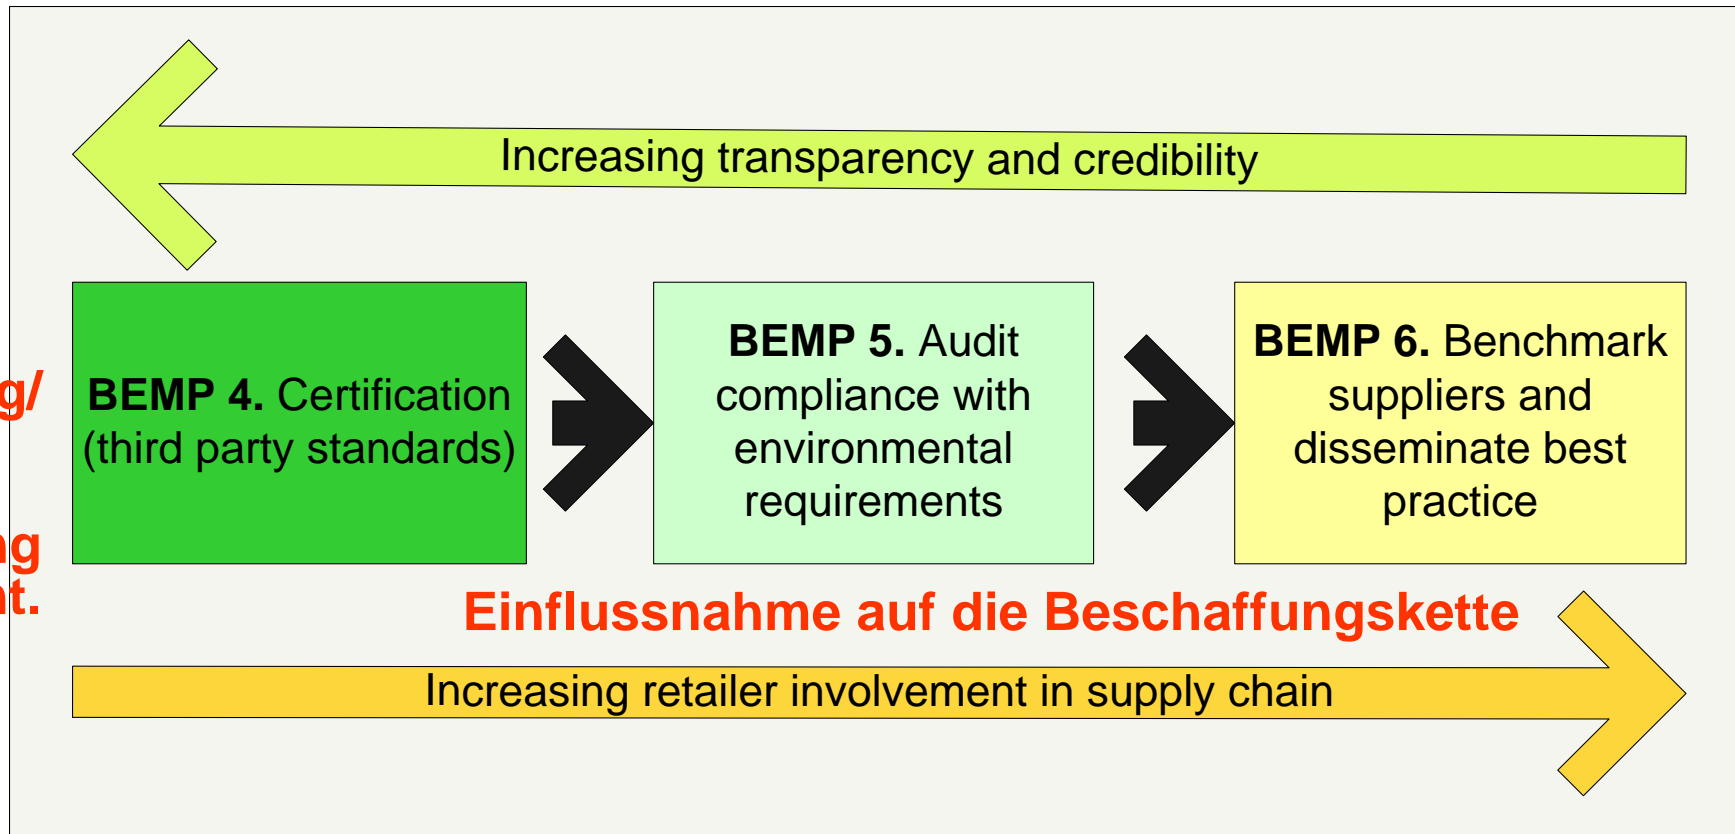 Increasing transparency and credibility
BEMP 4. Certification
(third party standards)
BEMP 5. Audit
compliance with
environmental
requirements
BEMP 6. Benchmark
suppliers and
disseminate best
practice
Einflussnahme auf die Beschaffungskette
Increasing retailer involvement in supply chain